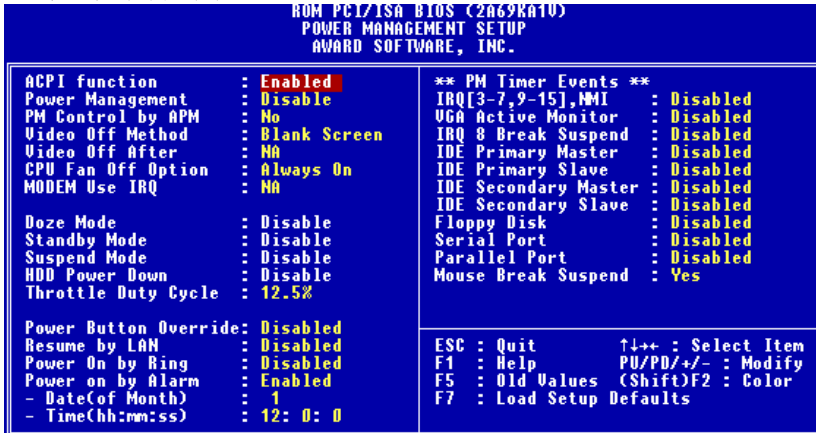 ROM PCI/ISA BIOS (2A69KA1V)
POWER MANAGEMENT SETUP
AWARD SOFTWARE, INC.
ACPI function : Enabled
Power Management : Disable
PM Control by APM : No
Video Off Method : Blank Screen
Video Off After : NA
CPU Fan Off Option : Always On
MODEM Use IRQ : NA
Doze Mode : Disable
Standby Mode : Disable
Suspend Mode : Disable
HDD Power Down : Disable
Throttle Duty Cycle : 12.5%
Power Button Override: Disabled
Resume by LAN : Disabled
Power On by Ring : Disabled
Power on by Alarm : Enabled
- Date(of Month) : 1
- Time(hh:mm:ss) : 12: 0: 0
** PM Timer Events **
IRQ[3-7,9-15],NMI : Disabled
VGA Active Monitor : Disabled
IRQ 8 Break Suspend : Disabled
IDE Primary Master : Disabled
IDE Primary Slave : Disabled
IDE Secondary Master : Disabled
IDE Secondary Slave : Disabled
Floppy Disk : Disabled
Serial Port : Disabled
Parallel Port : Disabled
Mouse Break Suspend : Yes
ESC : Quit ↑↓→← : Select Item
F1 : Help PU/PD/+/- : Modify
F5 : Old Values (Shift)F2 : Color
F7 : Load Setup Defaults